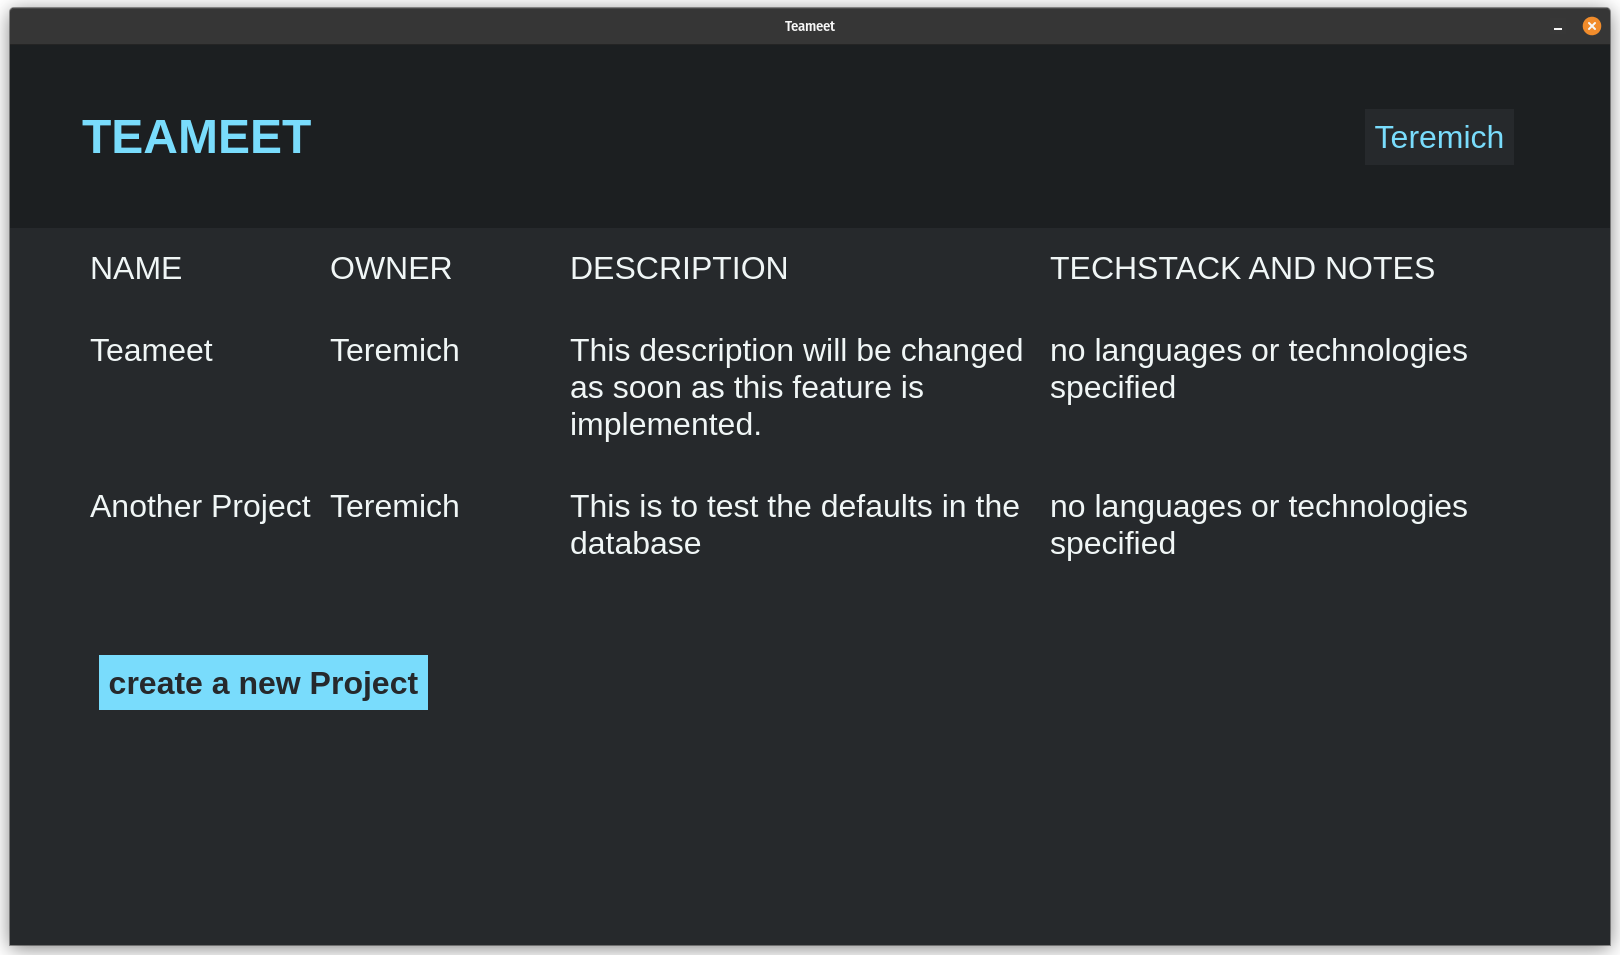 Teameet
TEAMEET
Teremich
NAME OWNER DESCRIPTION TECHSTACK AND NOTES
Teameet Teremich This description will be changed no languages or technologies
as soon as this feature is specified
implemented.
Another Project Teremich This is to test the defaults in the no languages or technologies
database specified
create a new Project